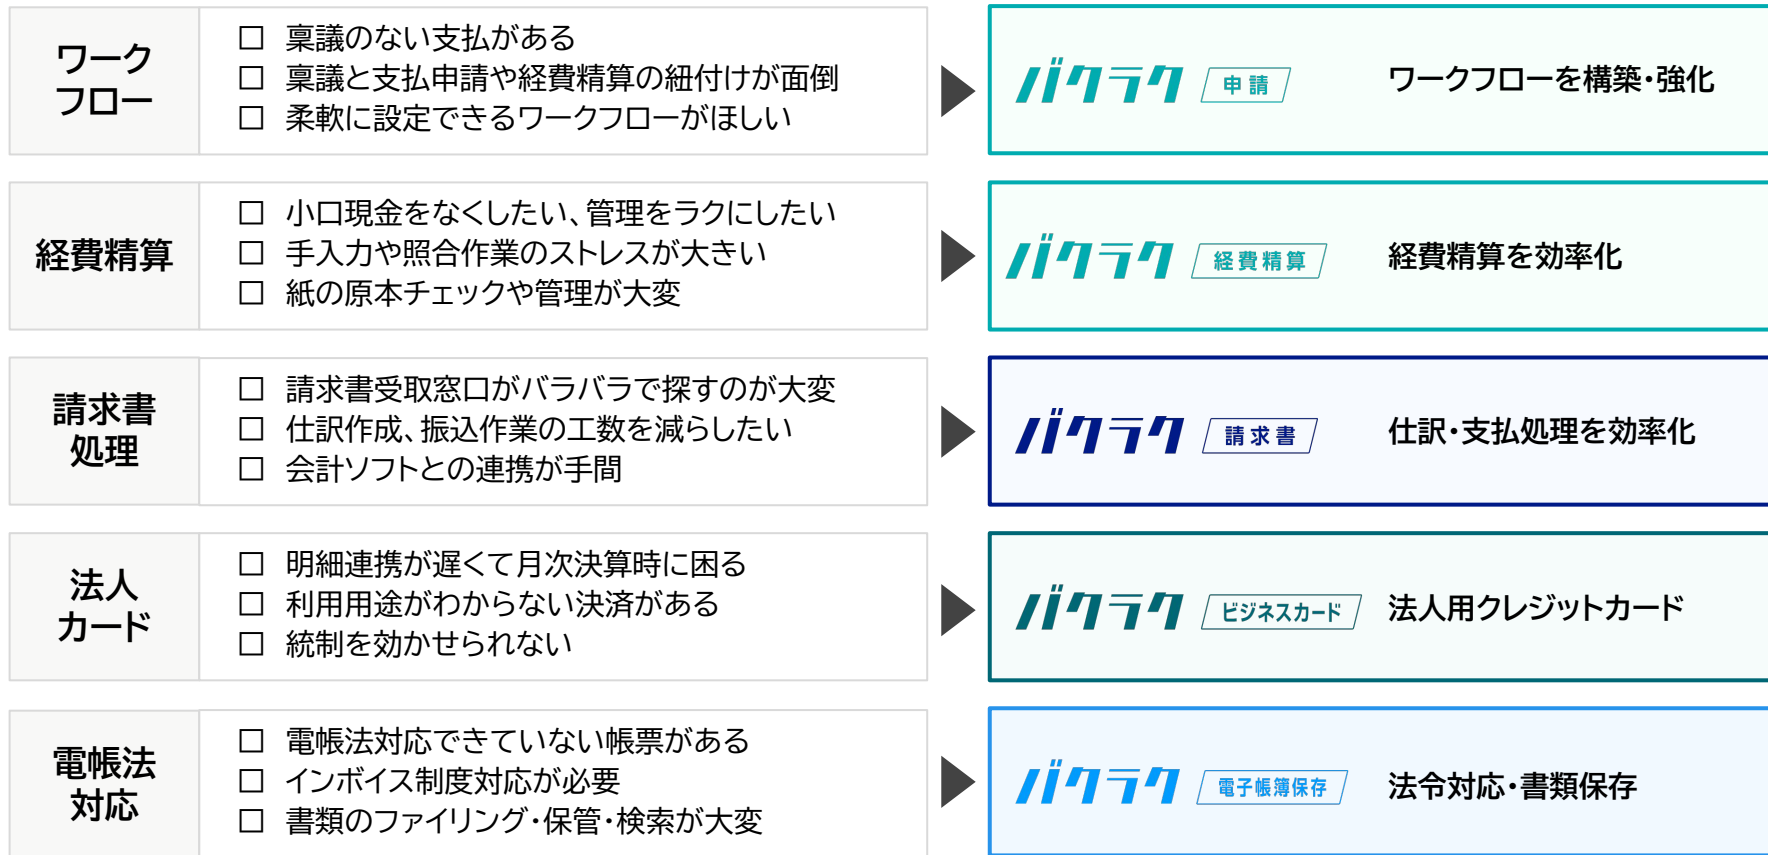 ワーク
フロー
□ 稟議のない支払がある
□ 稟議と支払申請や経費精算の紐付けが面倒
□ 柔軟に設定できるワークフローがほしい
バクラク 申請
ワークフローを構築・強化
経費精算
□ 小口現金をなくしたい、管理をラクにしたい
□ 手入力や照合作業のストレスが大きい
□ 紙の原本チェックや管理が大変
バクラク 経費精算
経費精算を効率化
請求書
処理
□ 請求書受取窓口がバラバラで探すのが大変
□ 仕訳作成、振込作業の工数を減らしたい
□ 会計ソフトとの連携が手間
バクラク 請求書
仕訳・支払処理を効率化
法人
カード
□ 明細連携が遅くて月次決算時に困る
□ 利用用途がわからない決済がある
□ 統制を効かせられない
バクラク ビジネスカード
法人用クレジットカード
電帳法
対応
□ 電帳法対応できていない帳票がある
□ インボイス制度対応が必要
□ 書類のファイリング・保管・検索が大変
バクラク 電子帳簿保存
法令対応・書類保存